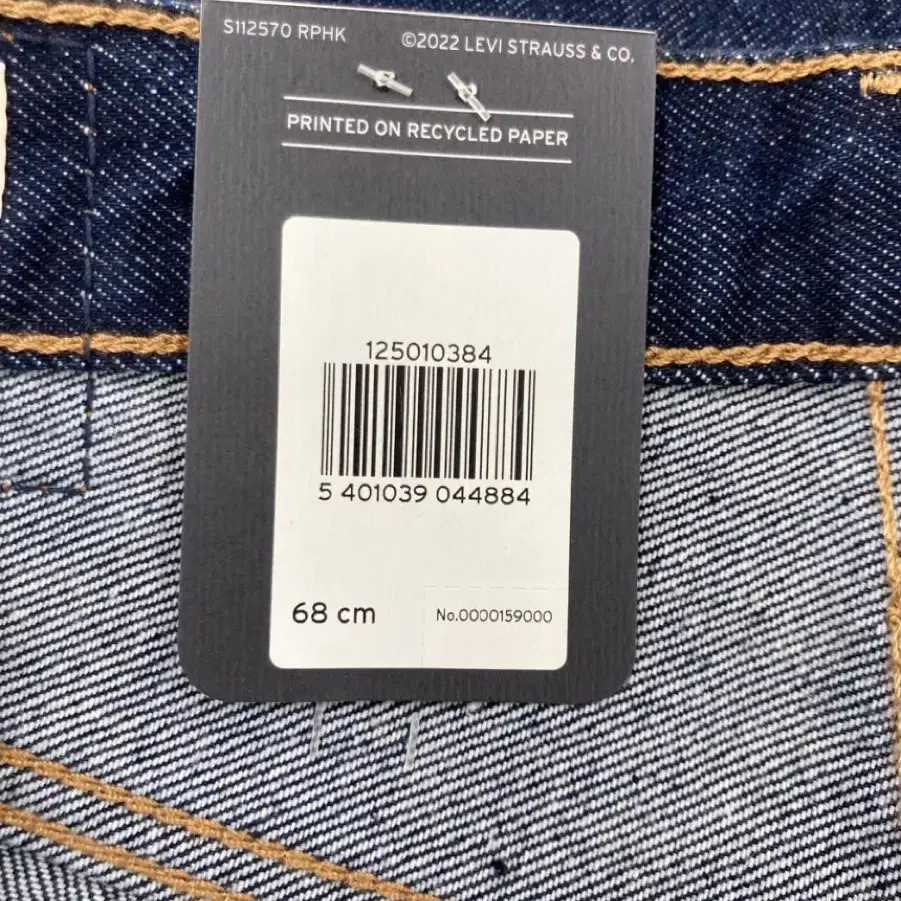 S112570 RPHK
©2022 LEVI STRAUSS & CO.
PRINTED ON RECYCLED PAPER
125010384
5 401039 044884
68 cm
No.0000159000